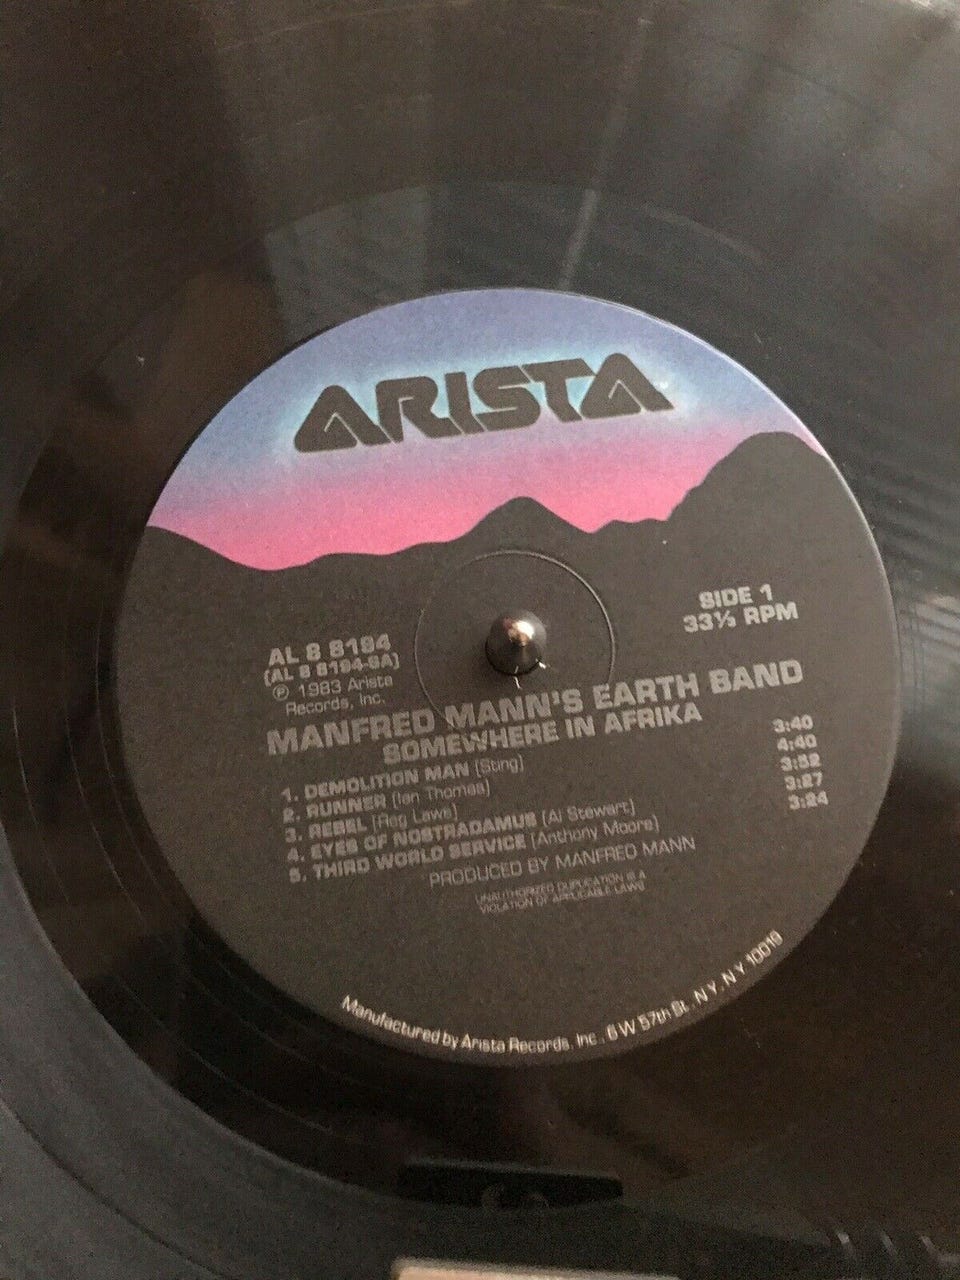 ARISTA
SIDE 1
33⅓ RPM
AL 8 8194
(AL 8 8194-SA)
Ⓟ 1983 Arista
Records, Inc.
MANFRED MANN'S EARTH BAND
SOMEWHERE IN AFRIKA
1. DEMOLITION MAN (Sting) 3:40
2. RUNNER (Ian Thomas) 4:40
3. REBEL (Reg Laws) 3:52
4. EYES OF NOSTRADAMUS (Al Stewart) 3:27
5. THIRD WORLD SERVICE (Anthony Moore) 3:24
PRODUCED BY MANFRED MANN
UNAUTHORIZED DUPLICATION IS A
VIOLATION OF APPLICABLE LAWS
Manufactured by Arista Records, Inc., 6 W 57th St., N.Y., N.Y. 10019